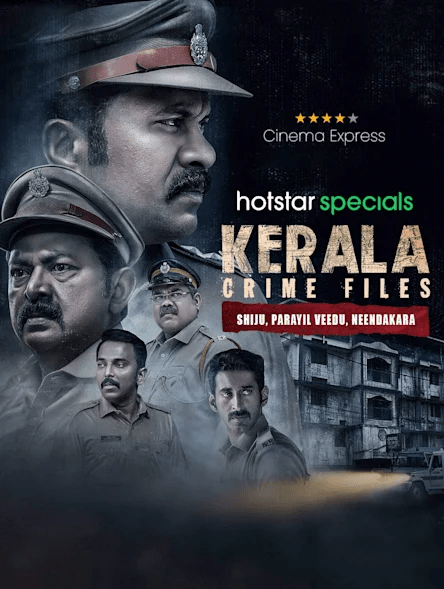 Cinema Express
hotstar specials
KERALA
CRIME FILES
SHIJU, PARAYIL VEEDU, NEENDAKARA